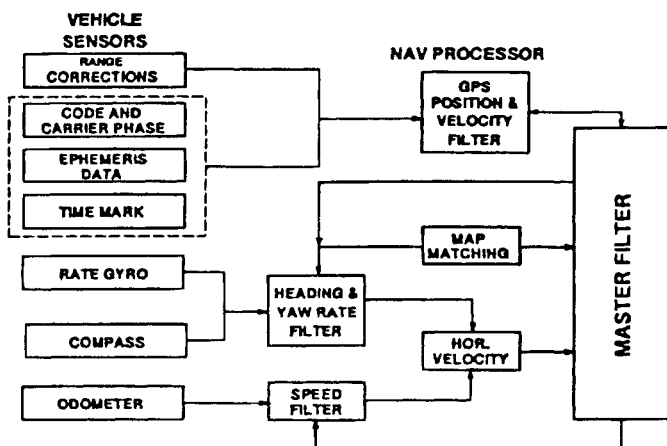 VEHICLE
SENSORS
RANGE
CORRECTIONS
CODE AND
CARRIER PHASE
EPHEMERIS
DATA
TIME MARK
RATE GYRO
COMPASS
ODOMETER
NAV PROCESSOR
GPS
POSITION &
VELOCITY
FILTER
MAP
MATCHING
HEADING &
YAW RATE
FILTER
HOR.
VELOCITY
SPEED
FILTER
MASTER FILTER